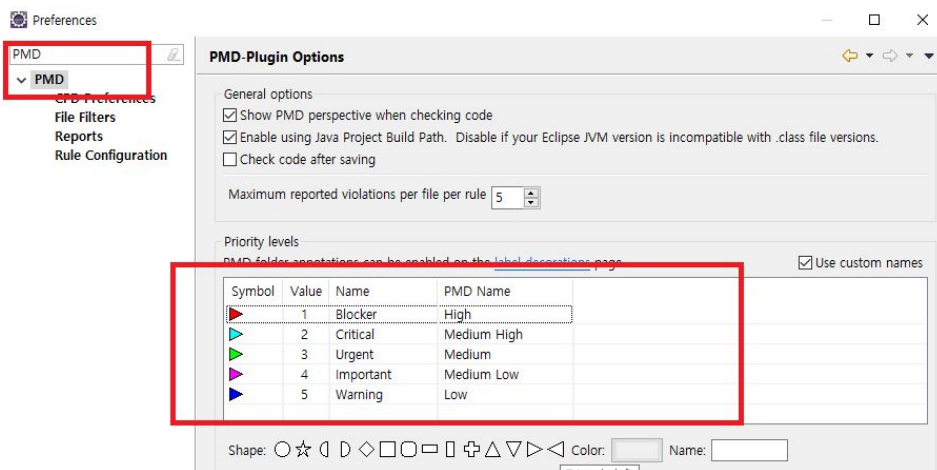 Preferences
PMD
PMD
CPD Preferences
File Filters
Reports
Rule Configuration
PMD-Plugin Options
General options
Show PMD perspective when checking code
Enable using Java Project Build Path. Disable if your Eclipse JVM version is incompatible with .class file versions.
Check code after saving
Maximum reported violations per file per rule 5
Priority levels
PMD folder annotations can be enabled on the label decorations page
Use custom names
Symbol Value Name PMD Name
1 Blocker High
2 Critical Medium High
3 Urgent Medium
4 Important Medium Low
5 Warning Low
Shape: Color: Name: